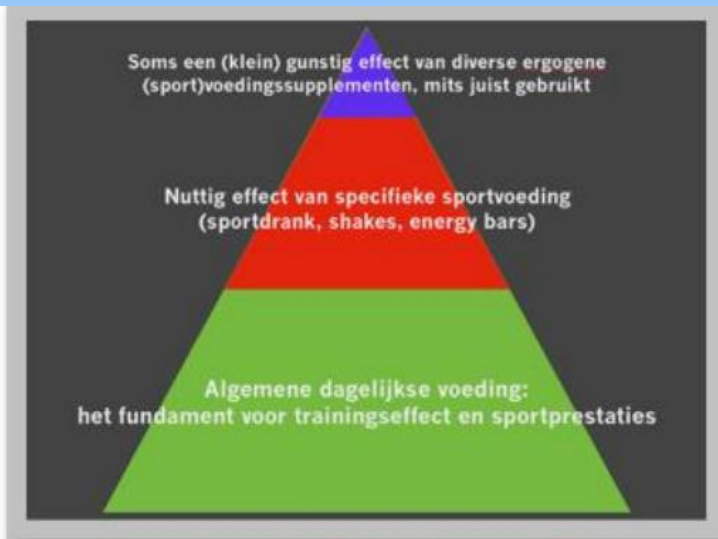 Soms een (klein) gunstig effect van diverse ergogene
(sport)voedingssupplementen, mits juist gebruikt
Nuttig effect van specifieke sportvoeding
(sportdrank, shakes, energy bars)
Algemene dagelijkse voeding:
het fundament voor trainingseffect en sportprestaties